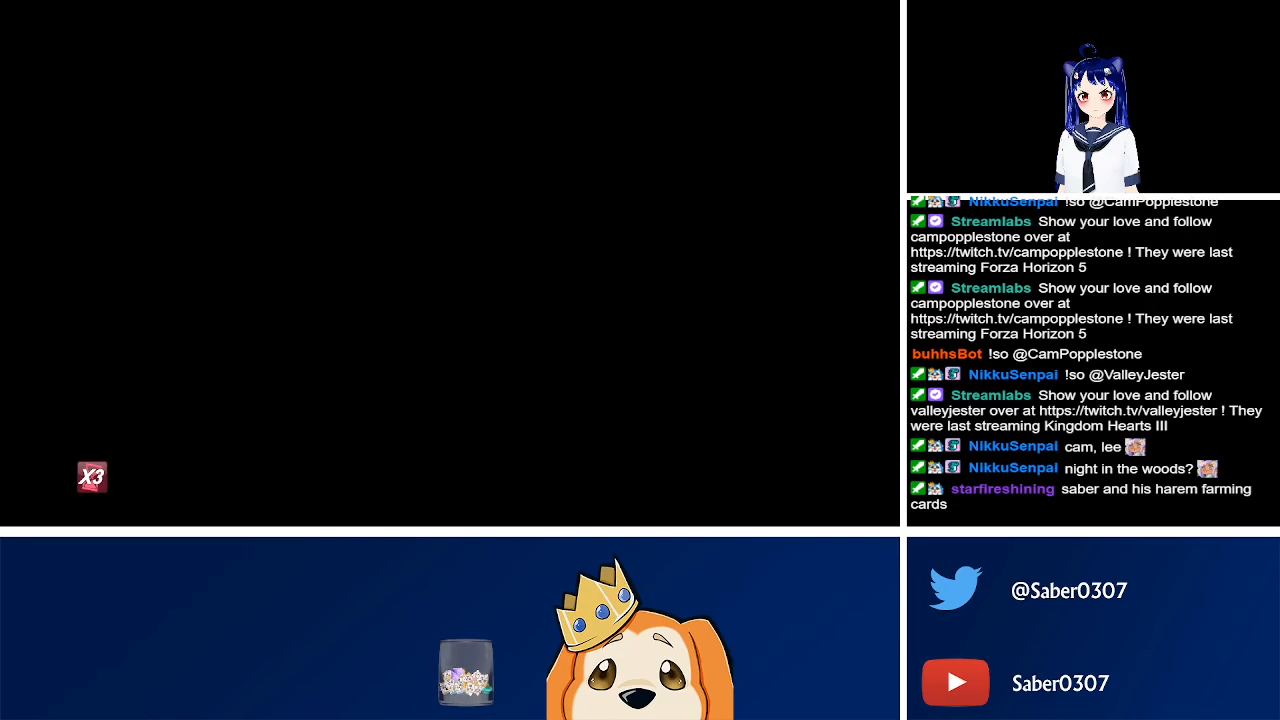 X3
NikkuSenpai !so @CamPopplestone
Streamlabs Show your love and follow
campopplestone over at
https://twitch.tv/campopplestone ! They were last
streaming Forza Horizon 5
Streamlabs Show your love and follow
campopplestone over at
https://twitch.tv/campopplestone ! They were last
streaming Forza Horizon 5
buhhsBot !so @CamPopplestone
NikkuSenpai !so @ValleyJester
Streamlabs Show your love and follow
valleyjester over at https://twitch.tv/valleyjester ! They
were last streaming Kingdom Hearts III
NikkuSenpai cam, lee
NikkuSenpai night in the woods?
starfireshining saber and his harem farming
cards
@Saber0307
Saber0307